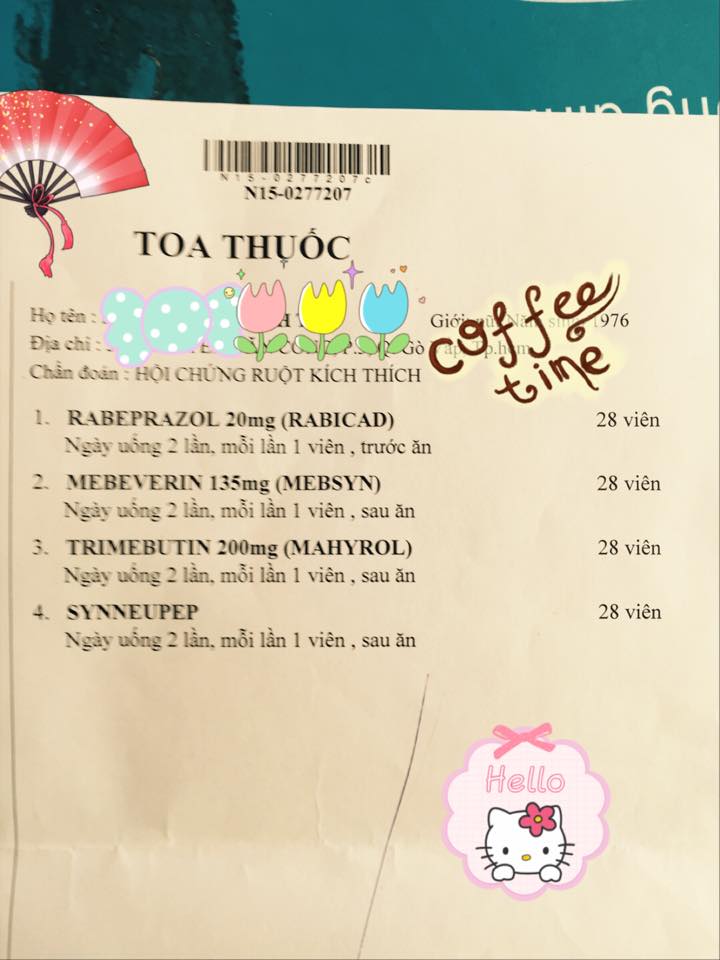 N15-0277207c
N15-0277207
TOA THUỐC
Họ tên : Giới: nữ Năm sinh 1976
Địa chỉ : Gò Vấp, Tp.hcm
coffee
time
Chẩn đoán : HỘI CHỨNG RUỘT KÍCH THÍCH
1. RABEPRAZOL 20mg (RABICAD) 28 viên
Ngày uống 2 lần, mỗi lần 1 viên , trước ăn
2. MEBEVERIN 135mg (MEBSYN) 28 viên
Ngày uống 2 lần, mỗi lần 1 viên , sau ăn
3. TRIMEBUTIN 200mg (MAHYROL) 28 viên
Ngày uống 2 lần, mỗi lần 1 viên , sau ăn
4. SYNNEUPEP 28 viên
Ngày uống 2 lần, mỗi lần 1 viên , sau ăn
Hello